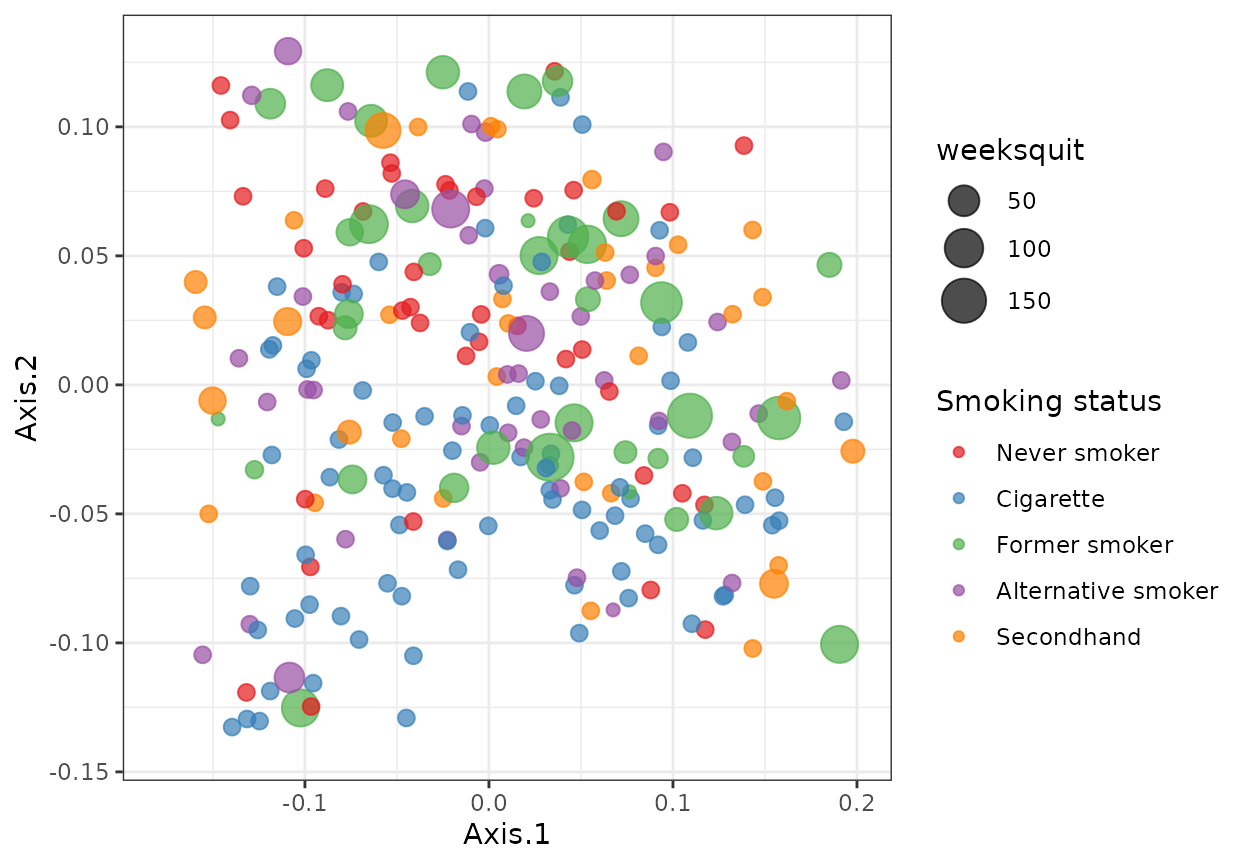 Axis.2
0.10
0.05
0.00
-0.05
-0.10
-0.15
-0.1
0.0
0.1
0.2
Axis.1
weeksquit
50
100
150
Smoking status
Never smoker
Cigarette
Former smoker
Alternative smoker
Secondhand